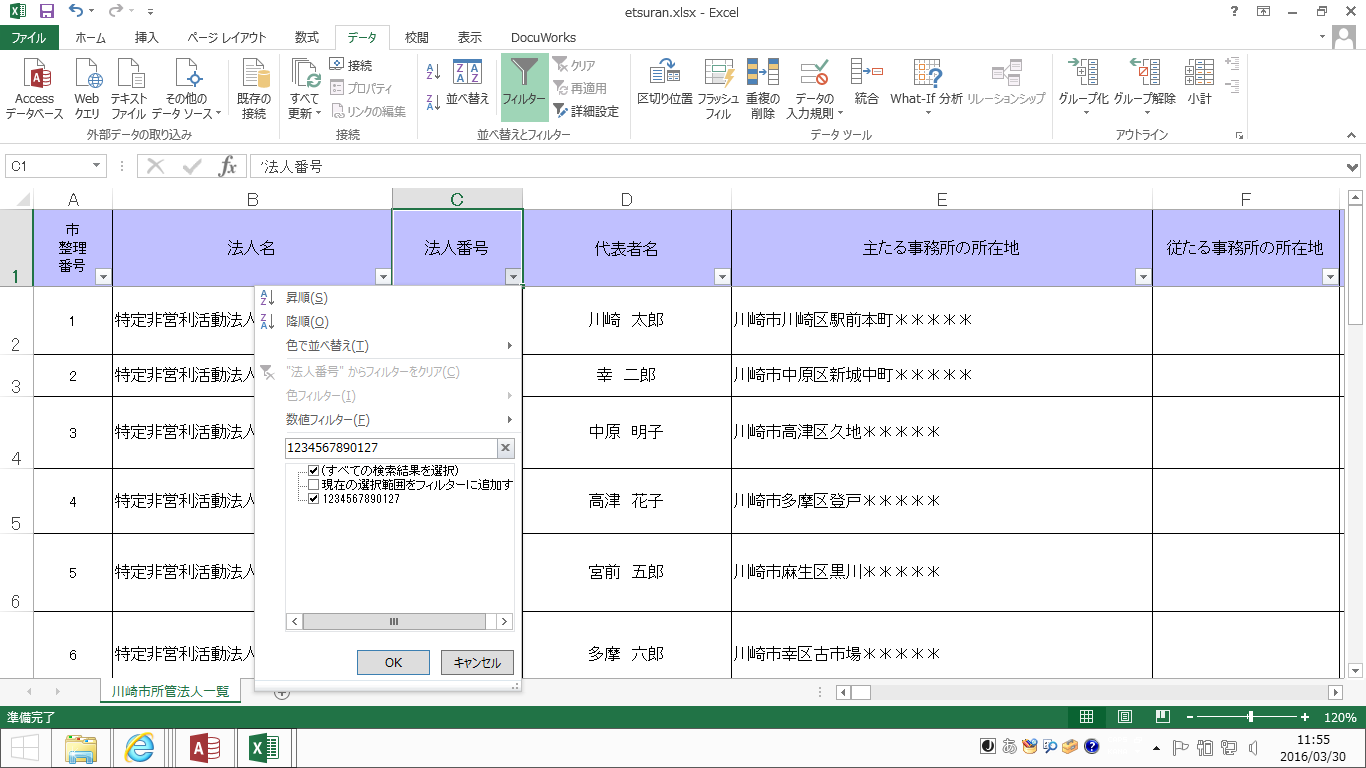 etsuran.xlsx - Excel
?
ファイル ホーム 挿入 ページ レイアウト 数式 データ 校閲 表示 DocuWorks
Access
データベース
Web
クエリ
テキスト
ファイル
その他の
データ ソース
外部データの取り込み
既存の
接続
すべて
更新
接続
プロパティ
リンクの編集
接続
並べ替え
フィルター
クリア
再適用
詳細設定
並べ替えとフィルター
区切り位置
フラッシュ
フィル
重複の
削除
データの
入力規則
統合
What-If 分析
リレーションシップ
データ ツール
グループ化
グループ解除
小計
アウトライン
C1
fx
'法人番号
A B C D E F
1
市
整理
番号
法人名
法人番号
代表者名
主たる事務所の所在地
従たる事務所の所在地
2 1 特定非営利活動法人 川崎 太郎 川崎市川崎区駅前本町＊＊＊＊＊
3 2 特定非営利活動法人 幸 二郎 川崎市中原区新城中町＊＊＊＊＊
4 3 特定非営利活動法人 中原 明子 川崎市高津区久地＊＊＊＊＊
5 4 特定非営利活動法人 高津 花子 川崎市多摩区登戸＊＊＊＊＊
6 5 特定非営利活動法人 宮前 五郎 川崎市麻生区黒川＊＊＊＊＊
6 特定非営利活動法人 多摩 六郎 川崎市幸区古市場＊＊＊＊＊
昇順(S)
降順(O)
色で並べ替え(T)
"法人番号" からフィルターをクリア(C)
色フィルター(I)
数値フィルター(F)
1234567890127
(すべての検索結果を選択)
現在の選択範囲をフィルターに追加す
1234567890127
OK キャンセル
川崎市所管法人一覧
準備完了
120%
あ
11:55
2016/03/30